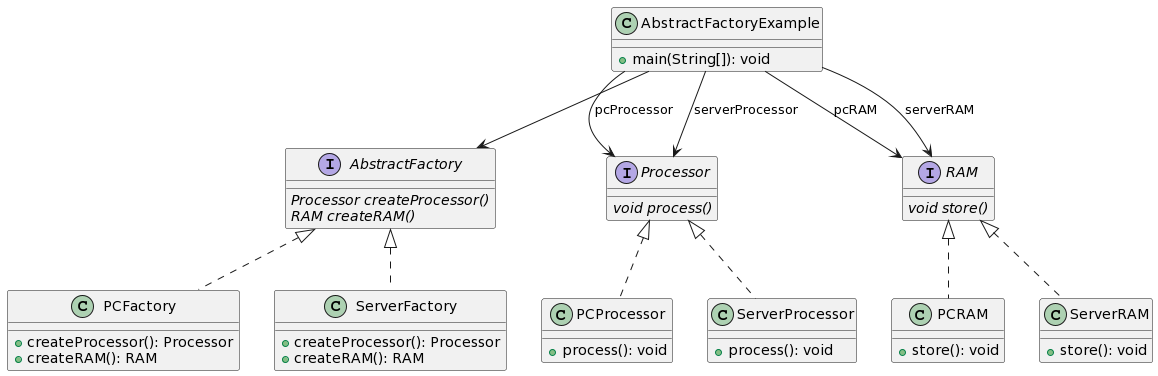 C AbstractFactoryExample
main(String[]): void
pcProcessor
serverProcessor
pcRAM
serverRAM
I AbstractFactory
Processor createProcessor()
RAM createRAM()
I Processor
void process()
I RAM
void store()
C PCFactory
createProcessor(): Processor
createRAM(): RAM
C ServerFactory
createProcessor(): Processor
createRAM(): RAM
C PCProcessor
process(): void
C ServerProcessor
process(): void
C PCRAM
store(): void
C ServerRAM
store(): void